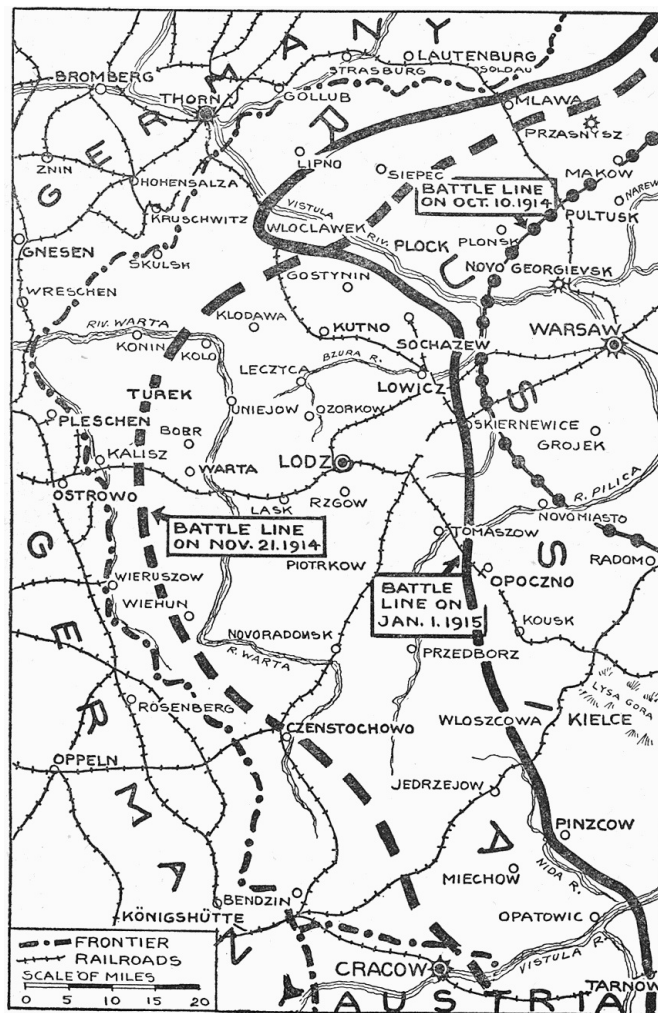 GERMANY
RUSSIA
GERMANY
AUSTRIA
LAUTENBURG
STRASBURG
SOLDAU
BROMBERG
THORN
GOLLUB
MLAWA
PRZASNYSZ
ZNIN
HOHENSALZA
LIPNO
SIEPEC
MAKOW
BATTLE LINE
ON OCT. 10.1914
NAREW
KRUSCHWITZ
VISTULA
RIV.
WLOCLAWEK
PLOCK
PLONSK
PULTUSK
GNESEN
SKULSK
NOVO GEORGIEVSK
GOSTYNIN
WRESCHEN
RIV. WARTA
KLODAWA
KUTNO
KONIN
KOLO
SOCHAZEW
WARSAW
BZURA R.
LECZYCA
LOWICZ
TUREK
UNIEJOW
OZORKOW
PLESCHEN
SKIERNEWICE
BOBR
GROJEK
KALISZ
WARTA
LODZ
OSTROWO
R. PILICA
LASK
RZGOW
NOVO MIASTO
BATTLE LINE
ON NOV. 21.1914
TOMASZOW
PIOTRKOW
RADOM
OPOCZNO
WIERUSZOW
BATTLE
LINE ON
JAN. 1. 1915
WIEHUN
KOUSK
NOVORADOMSK
R. WARTA
PRZEDBORZ
LYSA GORA
ROSENBERG
WLOSZCOWA
KIELCE
CZENSTOCHOWO
OPPELN
JEDRZEJOW
PINZCOW
MIECHOW
NIDA R.
BENDZIN
KÖNIGSHÜTTE
OPATOWIC
VISTULA R.
CRACOW
TARNOW
FRONTIER
RAILROADS
SCALE OF MILES
0 5 10 15 20